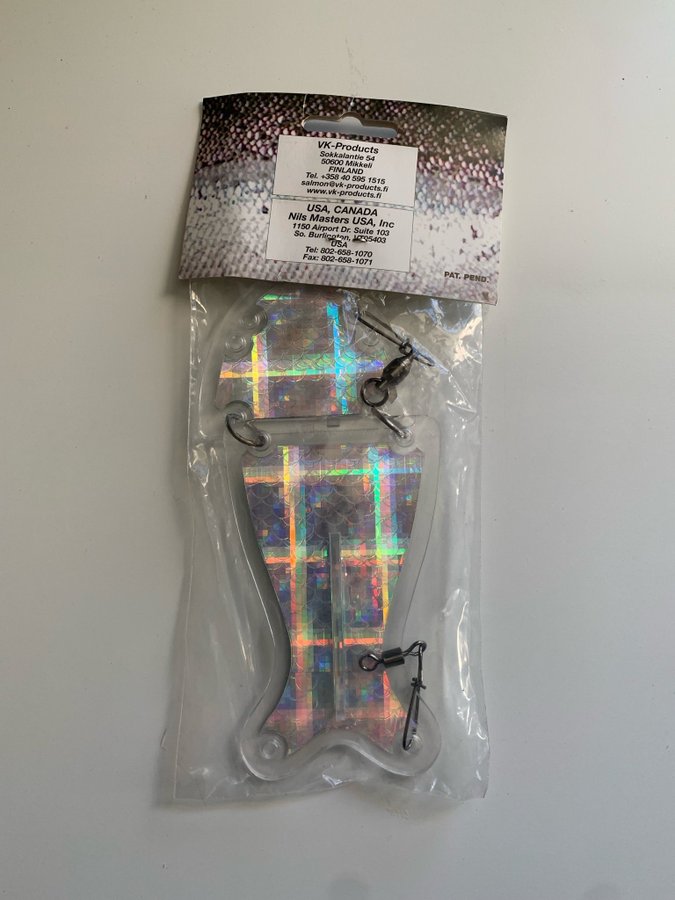 VK-Products
Sokkalantie 54
50600 Mikkeli
FINLAND
Tel. +358 40 595 1515
salmon@vk-products.fi
www.vk-products.fi
USA, CANADA
Nils Masters USA, Inc
1150 Airport Dr. Suite 103
So. Burlington, VT05403
USA
Tel: 802-658-1070
Fax: 802-658-1071
PAT. PEND.